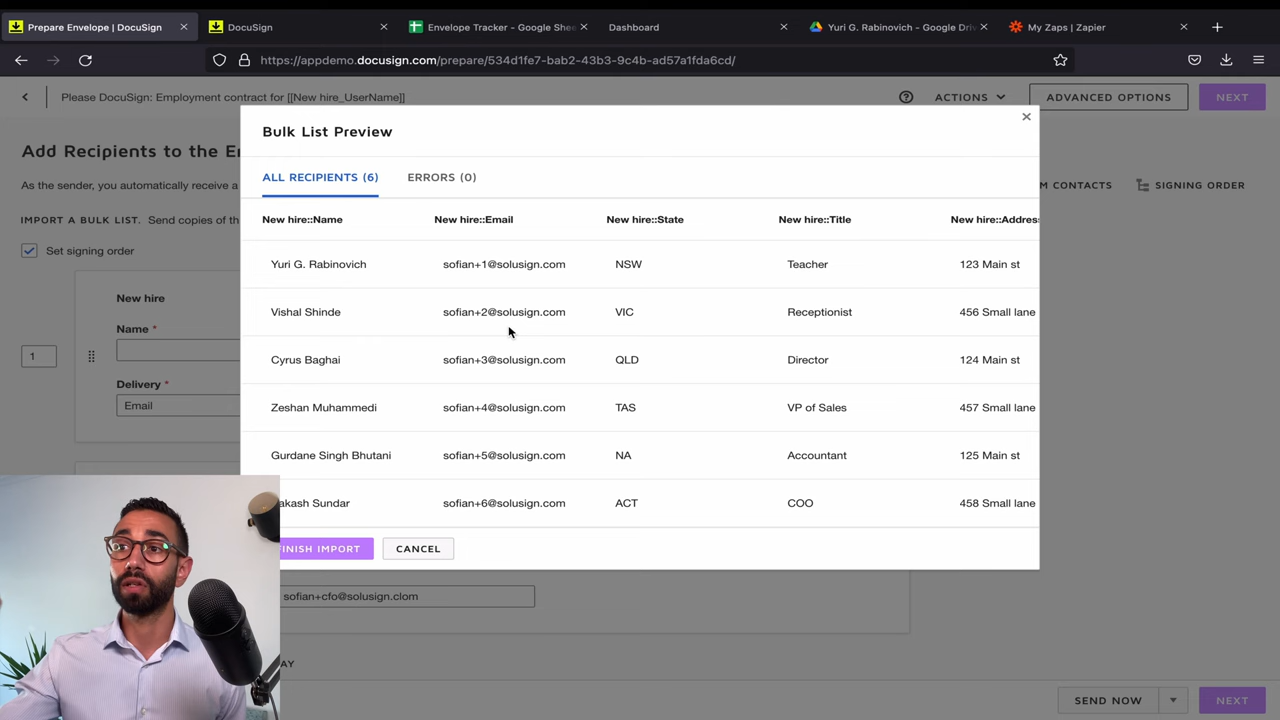 Prepare Envelope | DocuSign
DocuSign
Envelope Tracker - Google She
Dashboard
Yuri G. Rabinovich - Google Driv
My Zaps | Zapier
https://appdemo.docusign.com/prepare/534d1fe7-bab2-43b3-9c4b-ad57a1fda6cd/
Please DocuSign: Employment contract for [[New hire_UserName]]
ACTIONS
ADVANCED OPTIONS
NEXT
Bulk List Preview
Add Recipients to the E
ALL RECIPIENTS (6)
ERRORS (0)
As the sender, you automatically receive a
M CONTACTS
SIGNING ORDER
IMPORT A BULK LIST. Send copies of th
New hire::Name New hire::Email New hire::State New hire::Title New hire::Addres
Set signing order
Yuri G. Rabinovich sofian+1@solusign.com NSW Teacher 123 Main st
New hire
Vishal Shinde sofian+2@solusign.com VIC Receptionist 456 Small lane
Name *
1
Cyrus Baghai sofian+3@solusign.com QLD Director 124 Main st
Delivery *
Email
Zeshan Muhammedi sofian+4@solusign.com TAS VP of Sales 457 Small lane
Gurdane Singh Bhutani sofian+5@solusign.com NA Accountant 125 Main st
akash Sundar sofian+6@solusign.com ACT COO 458 Small lane
INISH IMPORT
CANCEL
sofian+cfo@solusign.clom
AY
SEND NOW
NEXT